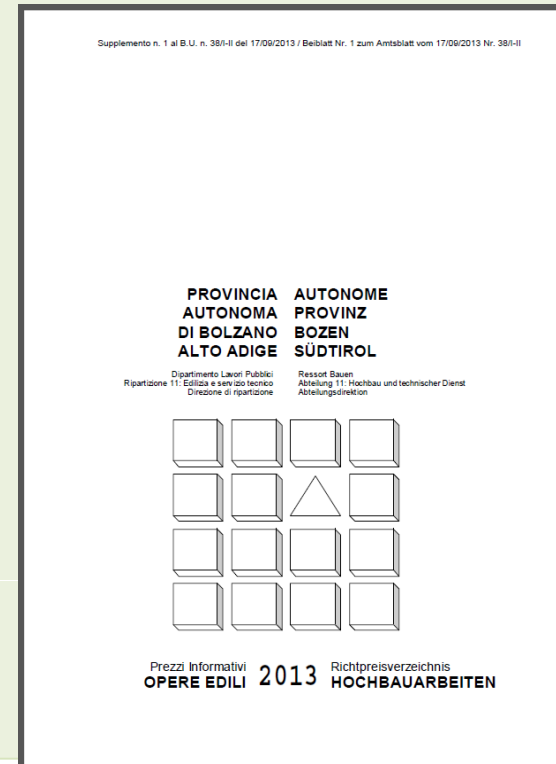 Supplemento n. 1 al B.U. n. 38/I-II del 17/09/2013 / Beiblatt Nr. 1 zum Amtsblatt vom 17/09/2013 Nr. 38/I-II
PROVINCIA AUTONOMA DI BOLZANO ALTO ADIGE
AUTONOME PROVINZ BOZEN SÜDTIROL
Dipartimento Lavori Pubblici
Ripartizione 11: Edilizia e servizio tecnico
Direzione di ripartizione
Ressort Bauen
Abteilung 11: Hochbau und technischer Dienst
Abteilungsdirektion
Prezzi Informativi
OPERE EDILI
2013
Richtpreisverzeichnis
HOCHBAUARBEITEN